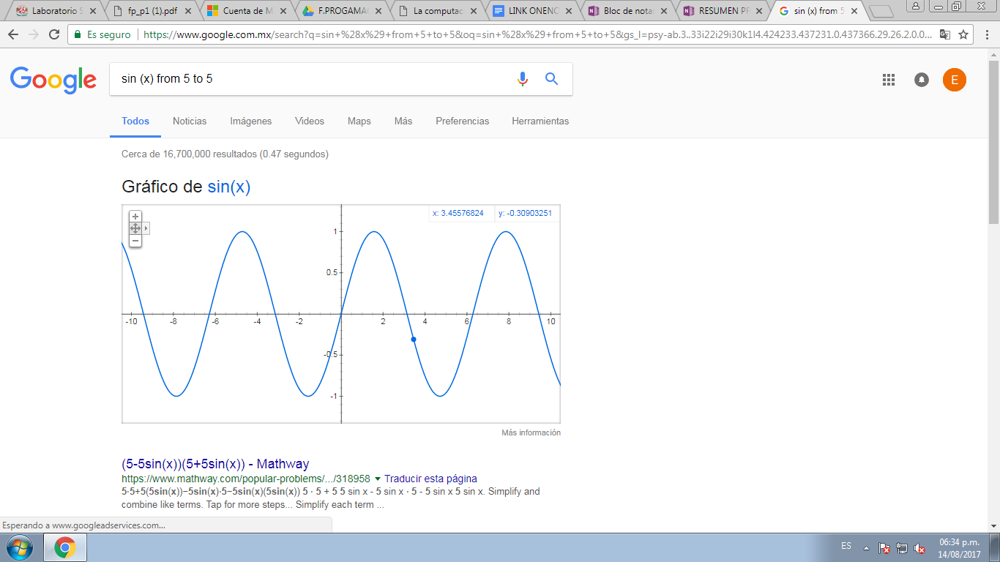 Laboratorio S
fp_p1 (1).pdf
Cuenta de M
F.PROGAMA
La computac
LINK ONENC
Bloc de nota
RESUMEN PR
sin (x) from 5
Es seguro
https://www.google.com.mx/search?q=sin+%28x%29+from+5+to+5&oq=sin+%28x%29+from+5+to+5&gs_l=psy-ab.3..33i22i29i30k1l4.424233.437231.0.437366.29.26.2.0.0...
Google
sin (x) from 5 to 5
E
Todos Noticias Imágenes Videos Maps Más Preferencias Herramientas
Cerca de 16,700,000 resultados (0.47 segundos)
Gráfico de sin(x)
x: 3.45576824 y: -0.30903251
1
0.5
-10 -8 -6 -4 -2 2 4 6 8 10
-0.5
-1
Más información
(5-5sin(x))(5+5sin(x)) - Mathway
https://www.mathway.com/popular-problems/.../318958 Traducir esta página
5·5+5(5sin(x))−5sin(x)·5−5sin(x)(5sin(x)) 5 · 5 + 5 5 sin x - 5 sin x · 5 - 5 sin x 5 sin x. Simplify and
combine like terms. Tap for more steps... Simplify each term ...
Esperando a www.googleadservices.com...
ES
06:34 p.m.
14/08/2017